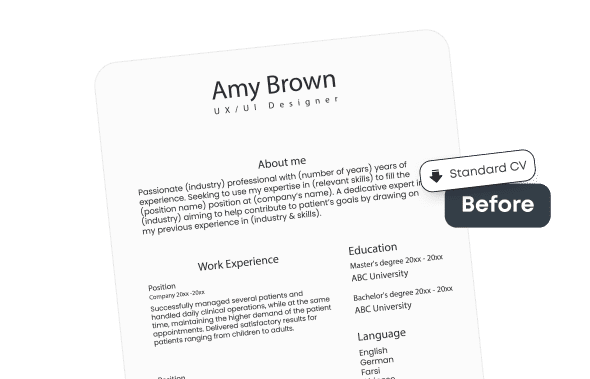 Amy Brown
UX/UI Designer
About me
Passionate (industry) professional with (number of years) years of
experience. Seeking to use my expertise in (relevant skills) to fill the
(position name) position at (company's name). A dedicative expert in
(industry) aiming to help contribute to patient's goals by drawing on
my previous experience in (industry & skills).
Standard CV
Before
Work Experience
Position
Company 20xx -20xx
Successfully managed several patients and
handled daily clinical operations, while at the same
time, maintaining the higher demand of the patient
appointments. Delivered satisfactory results for
patients ranging from children to adults.
Position
Education
Master's degree 20xx - 20xx
ABC University
Bachelor's degree 20xx - 20xx
ABC University
Language
English
German
Farsi